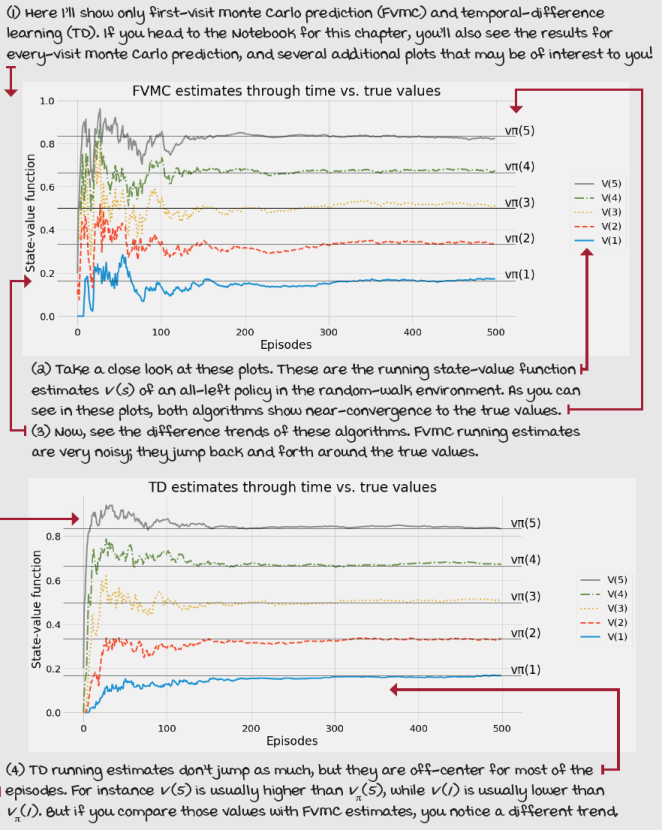 (1) Here I'll show only first-visit monte Carlo prediction (FVMC) and temporal-difference
learning (TD). If you head to the Notebook for this chapter, you'll also see the results for
every-visit monte Carlo prediction, and several additional plots that may be of interest to you!
FVMC estimates through time vs. true values
State-value function
1.0
0.8
0.6
0.4
0.2
0.0
vπ(5)
vπ(4)
vπ(3)
vπ(2)
vπ(1)
V(5)
V(4)
V(3)
V(2)
V(1)
0 100 200 300 400 500
Episodes
(2) Take a close look at these plots. These are the running state-value function
estimates V(s) of an all-left policy in the random-walk environment. As you can
see in these plots, both algorithms show near-convergence to the true values.
(3) Now, see the difference trends of these algorithms. FVMC running estimates
are very noisy; they jump back and forth around the true values.
TD estimates through time vs. true values
State-value function
0.8
0.6
0.4
0.2
0.0
vπ(5)
vπ(4)
vπ(3)
vπ(2)
vπ(1)
V(5)
V(4)
V(3)
V(2)
V(1)
0 100 200 300 400 500
Episodes
(4) TD running estimates don't jump as much, but they are off-center for most of the
episodes. For instance V(5) is usually higher than vπ(5), while V(1) is usually lower than
vπ(1). But if you compare those values with FVMC estimates, you notice a different trend.